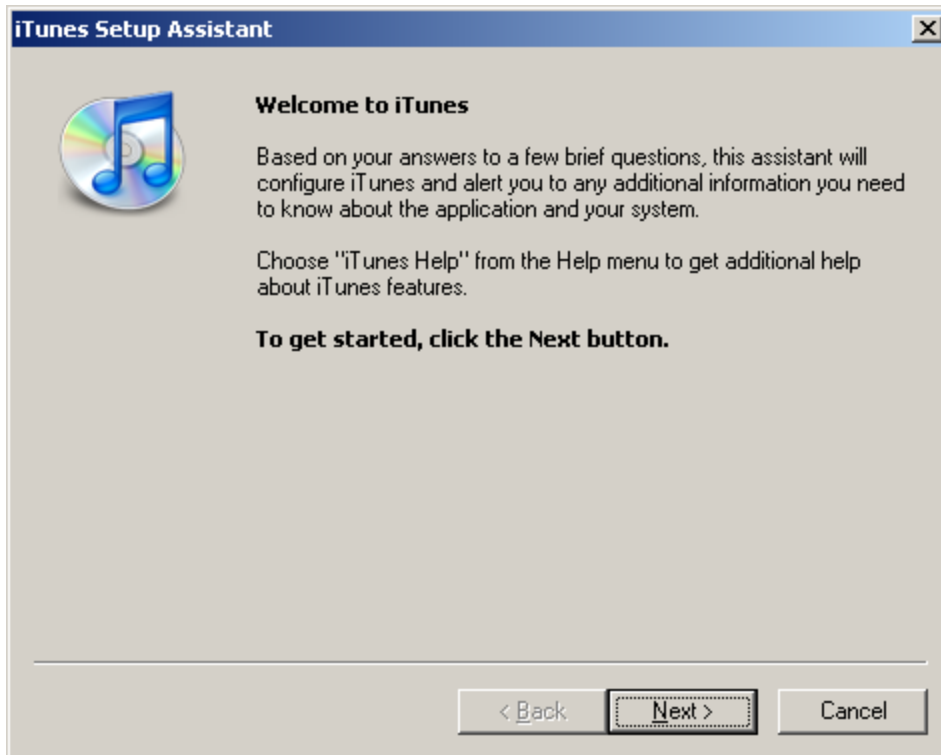 iTunes Setup Assistant
Welcome to iTunes
Based on your answers to a few brief questions, this assistant will
configure iTunes and alert you to any additional information you need
to know about the application and your system.
Choose "iTunes Help" from the Help menu to get additional help
about iTunes features.
To get started, click the Next button.
< Back
Next >
Cancel